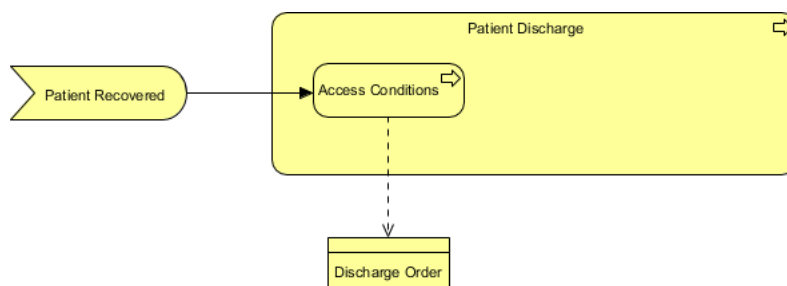 Patient Discharge
Patient Recovered
Access Conditions
Discharge Order